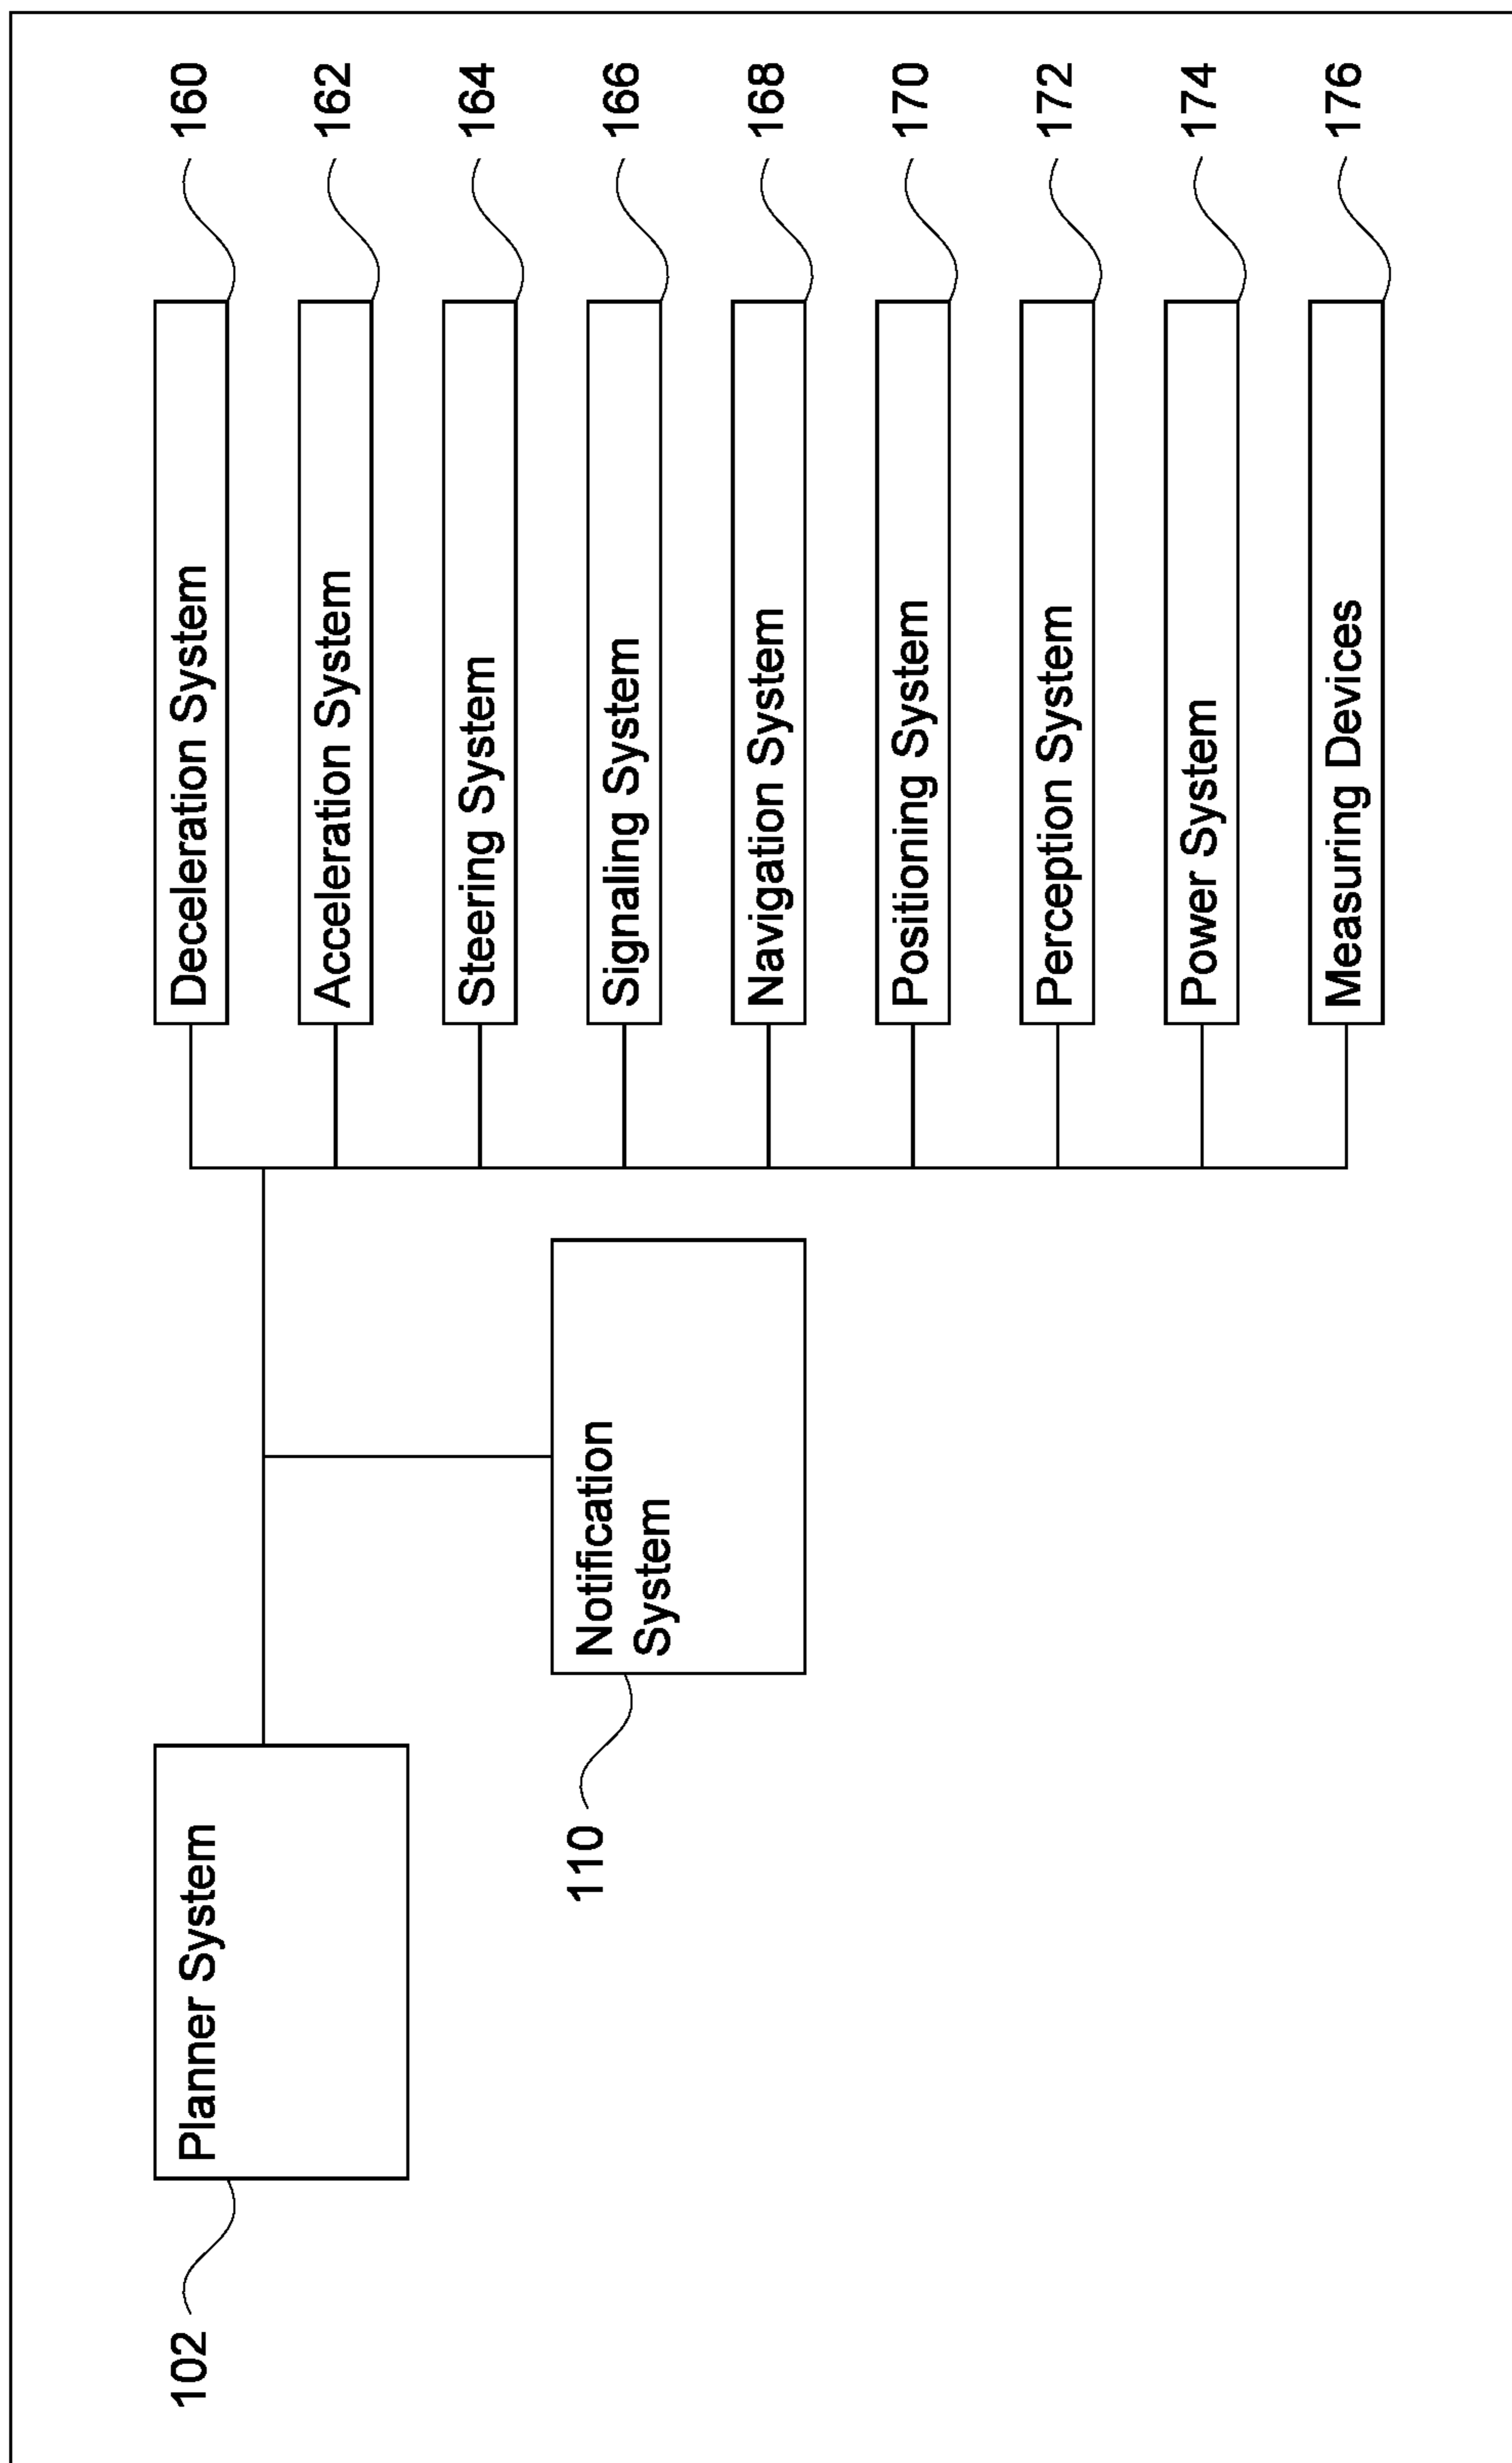 102
Planner System
110
Notification
System
Deceleration System
160
Acceleration System
162
Steering System
164
Signaling System
166
Navigation System
168
Positioning System
170
Perception System
172
Power System
174
Measuring Devices
176